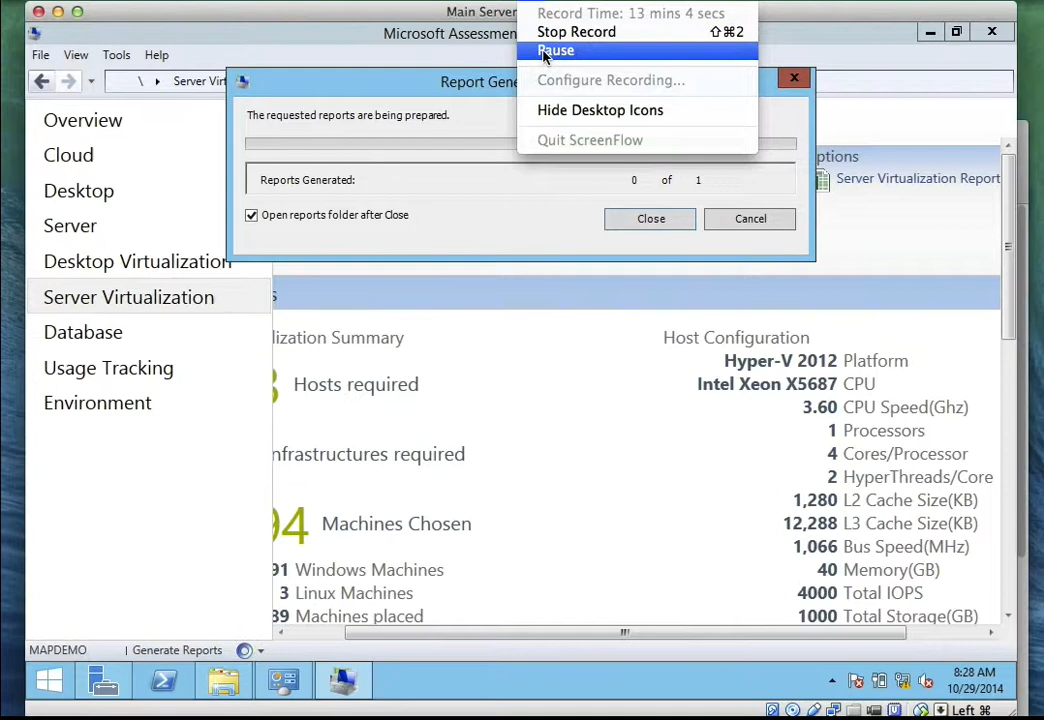 Main Server
Record Time: 13 mins 4 secs
Stop Record ⇧⌘2
Pause
Configure Recording...
Hide Desktop Icons
Quit ScreenFlow
Microsoft Assessm
File View Tools Help
\ ▸ Server Virt
Report Gene
The requested reports are being prepared.
Reports Generated: 0 of 1
Open reports folder after Close
Close Cancel
Overview
Cloud
Desktop
Server
Desktop Virtualization
Server Virtualization
Database
Usage Tracking
Environment
ptions
Server Virtualization Report
s
lization Summary
Hosts required
nfrastructures required
94 Machines Chosen
91 Windows Machines
3 Linux Machines
89 Machines placed
Host Configuration
Hyper-V 2012 Platform
Intel Xeon X5687 CPU
3.60 CPU Speed(Ghz)
1 Processors
4 Cores/Processor
2 HyperThreads/Core
1,280 L2 Cache Size(KB)
12,288 L3 Cache Size(KB)
1,066 Bus Speed(MHz)
40 Memory(GB)
4000 Total IOPS
1000 Total Storage(GB)
MAPDEMO Generate Reports
8:28 AM
10/29/2014
Left ⌘